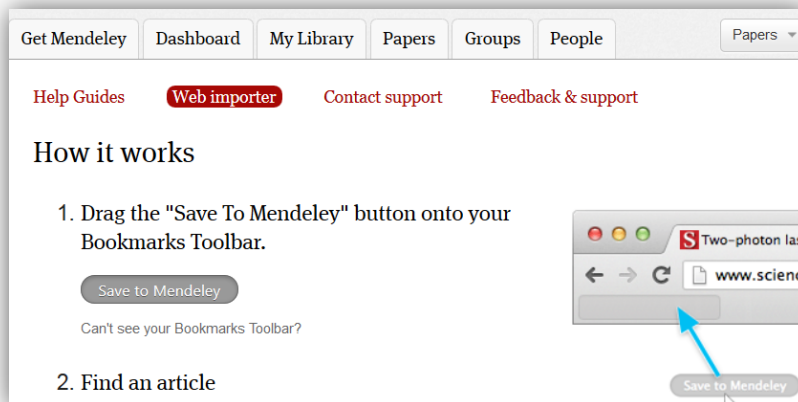 Get Mendeley Dashboard My Library Papers Groups People Papers
Help Guides Web importer Contact support Feedback & support
How it works
1. Drag the "Save To Mendeley" button onto your
Bookmarks Toolbar.
Save to Mendeley
Can't see your Bookmarks Toolbar?
S Two-photon las
www.scienc
Save to Mendeley
2. Find an article